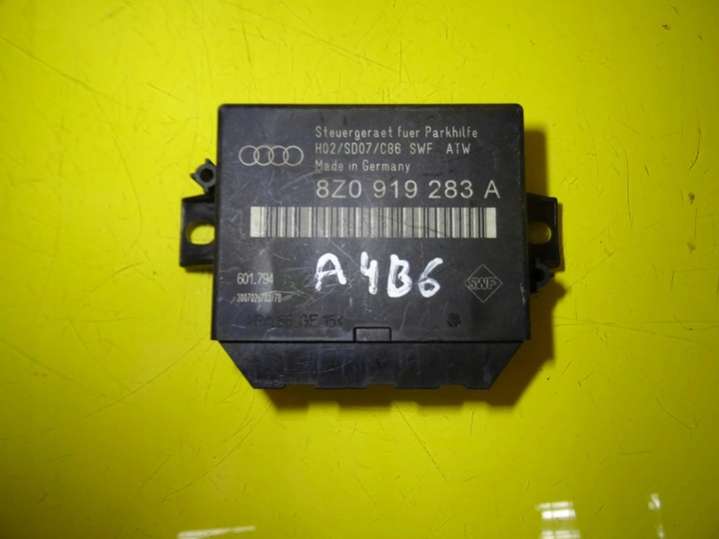 Steuergeraet fuer Parkhilfe
H02/SD07/C86 SWF ATW
Made in Germany
8Z0 919 283 A
A4B6
601.794
SWF